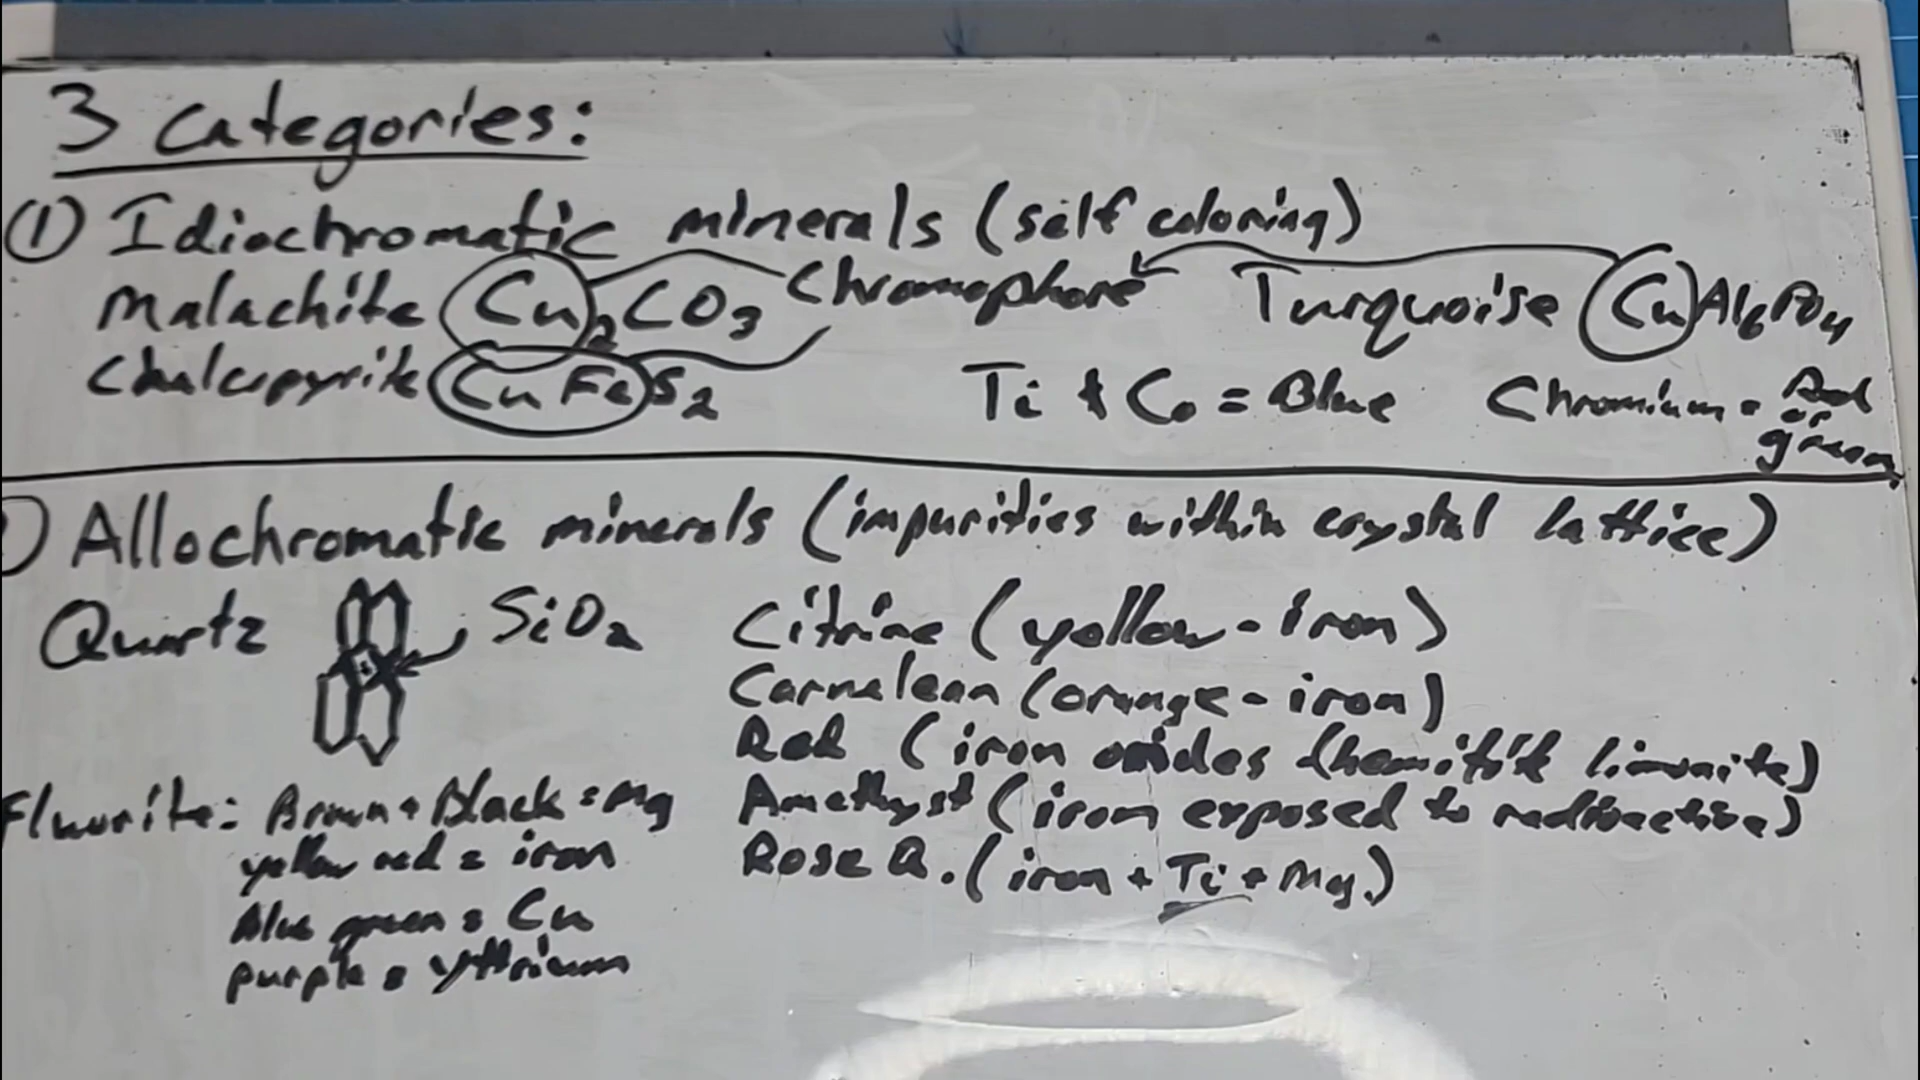 3 Categories:
① Idiochromatic minerals (self coloring)
Malachite Cu2CO3 Chromophore Turquoise CuAl6PO4
Chalcopyrite CuFeS2 Ti + Co = Blue Chromium = Red or green
) Allochromatic minerals (impurities within crystal lattice)
Quartz SiO2
Citrine (yellow - iron)
Carnelean (orange - iron)
Red (iron oxides limonite)
Amethyst (iron exposed to radioactive)
Rose Q. (iron + Ti + Mg.)
Fluorite: Brown + Black = Mg
yellow red = iron
Blue green = Cu
purple = yttrium